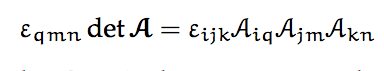 ε_{qmn} det 𝓐 = ε_{ijk}𝒜_{iq}𝒜_{jm}𝒜_{kn}